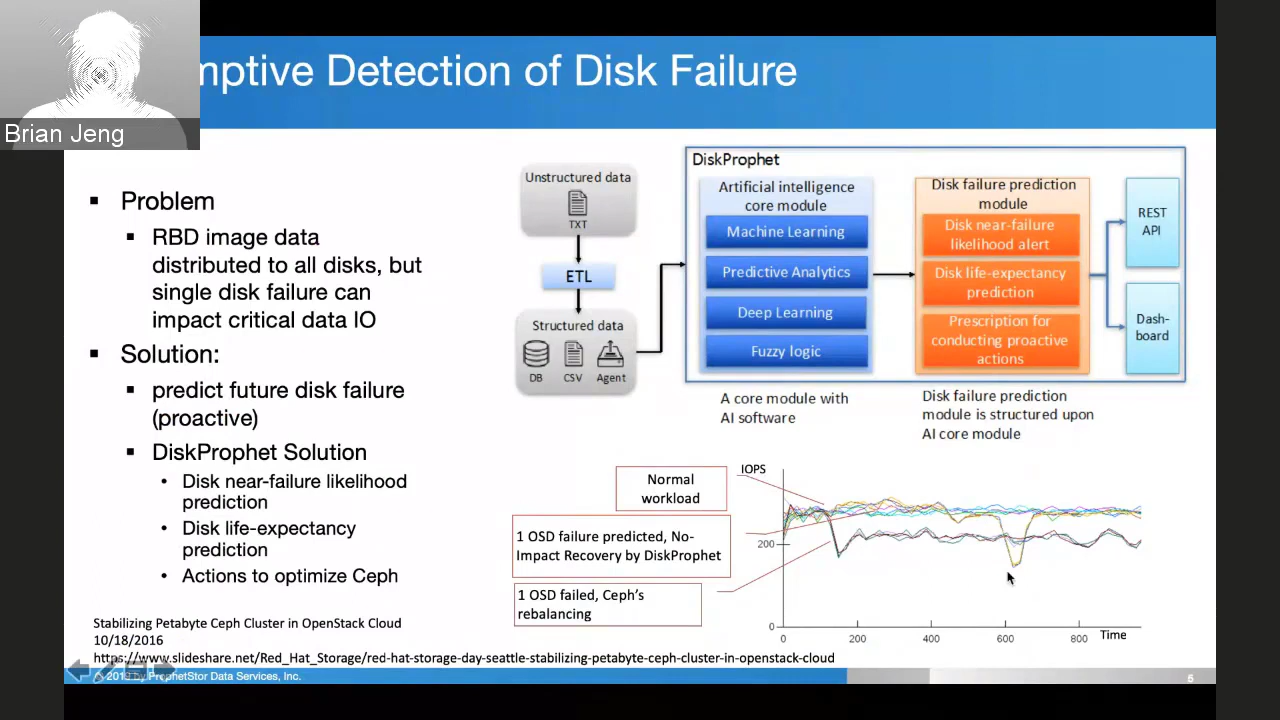 mptive Detection of Disk Failure
Brian Jeng
Problem
RBD image data
distributed to all disks, but
single disk failure can
impact critical data IO
Solution:
predict future disk failure
(proactive)
DiskProphet Solution
Disk near-failure likelihood
prediction
Disk life-expectancy
prediction
Actions to optimize Ceph
Unstructured data
TXT
ETL
Structured data
DB CSV Agent
DiskProphet
Artificial intelligence
core module
Machine Learning
Predictive Analytics
Deep Learning
Fuzzy logic
Disk failure prediction
module
Disk near-failure
likelihood alert
Disk life-expectancy
prediction
Prescription for
conducting proactive
actions
REST
API
Dash-
board
A core module with
AI software
Disk failure prediction
module is structured upon
AI core module
Normal
workload
1 OSD failure predicted, No-
Impact Recovery by DiskProphet
1 OSD failed, Ceph's
rebalancing
IOPS
200
0
0 200 400 600 800 Time
Stabilizing Petabyte Ceph Cluster in OpenStack Cloud
10/18/2016
https://www.slideshare.net/Red_Hat_Storage/red-hat-storage-day-seattle-stabilizing-petabyte-ceph-cluster-in-openstack-cloud
by ProphetStor Data Services, Inc.
5